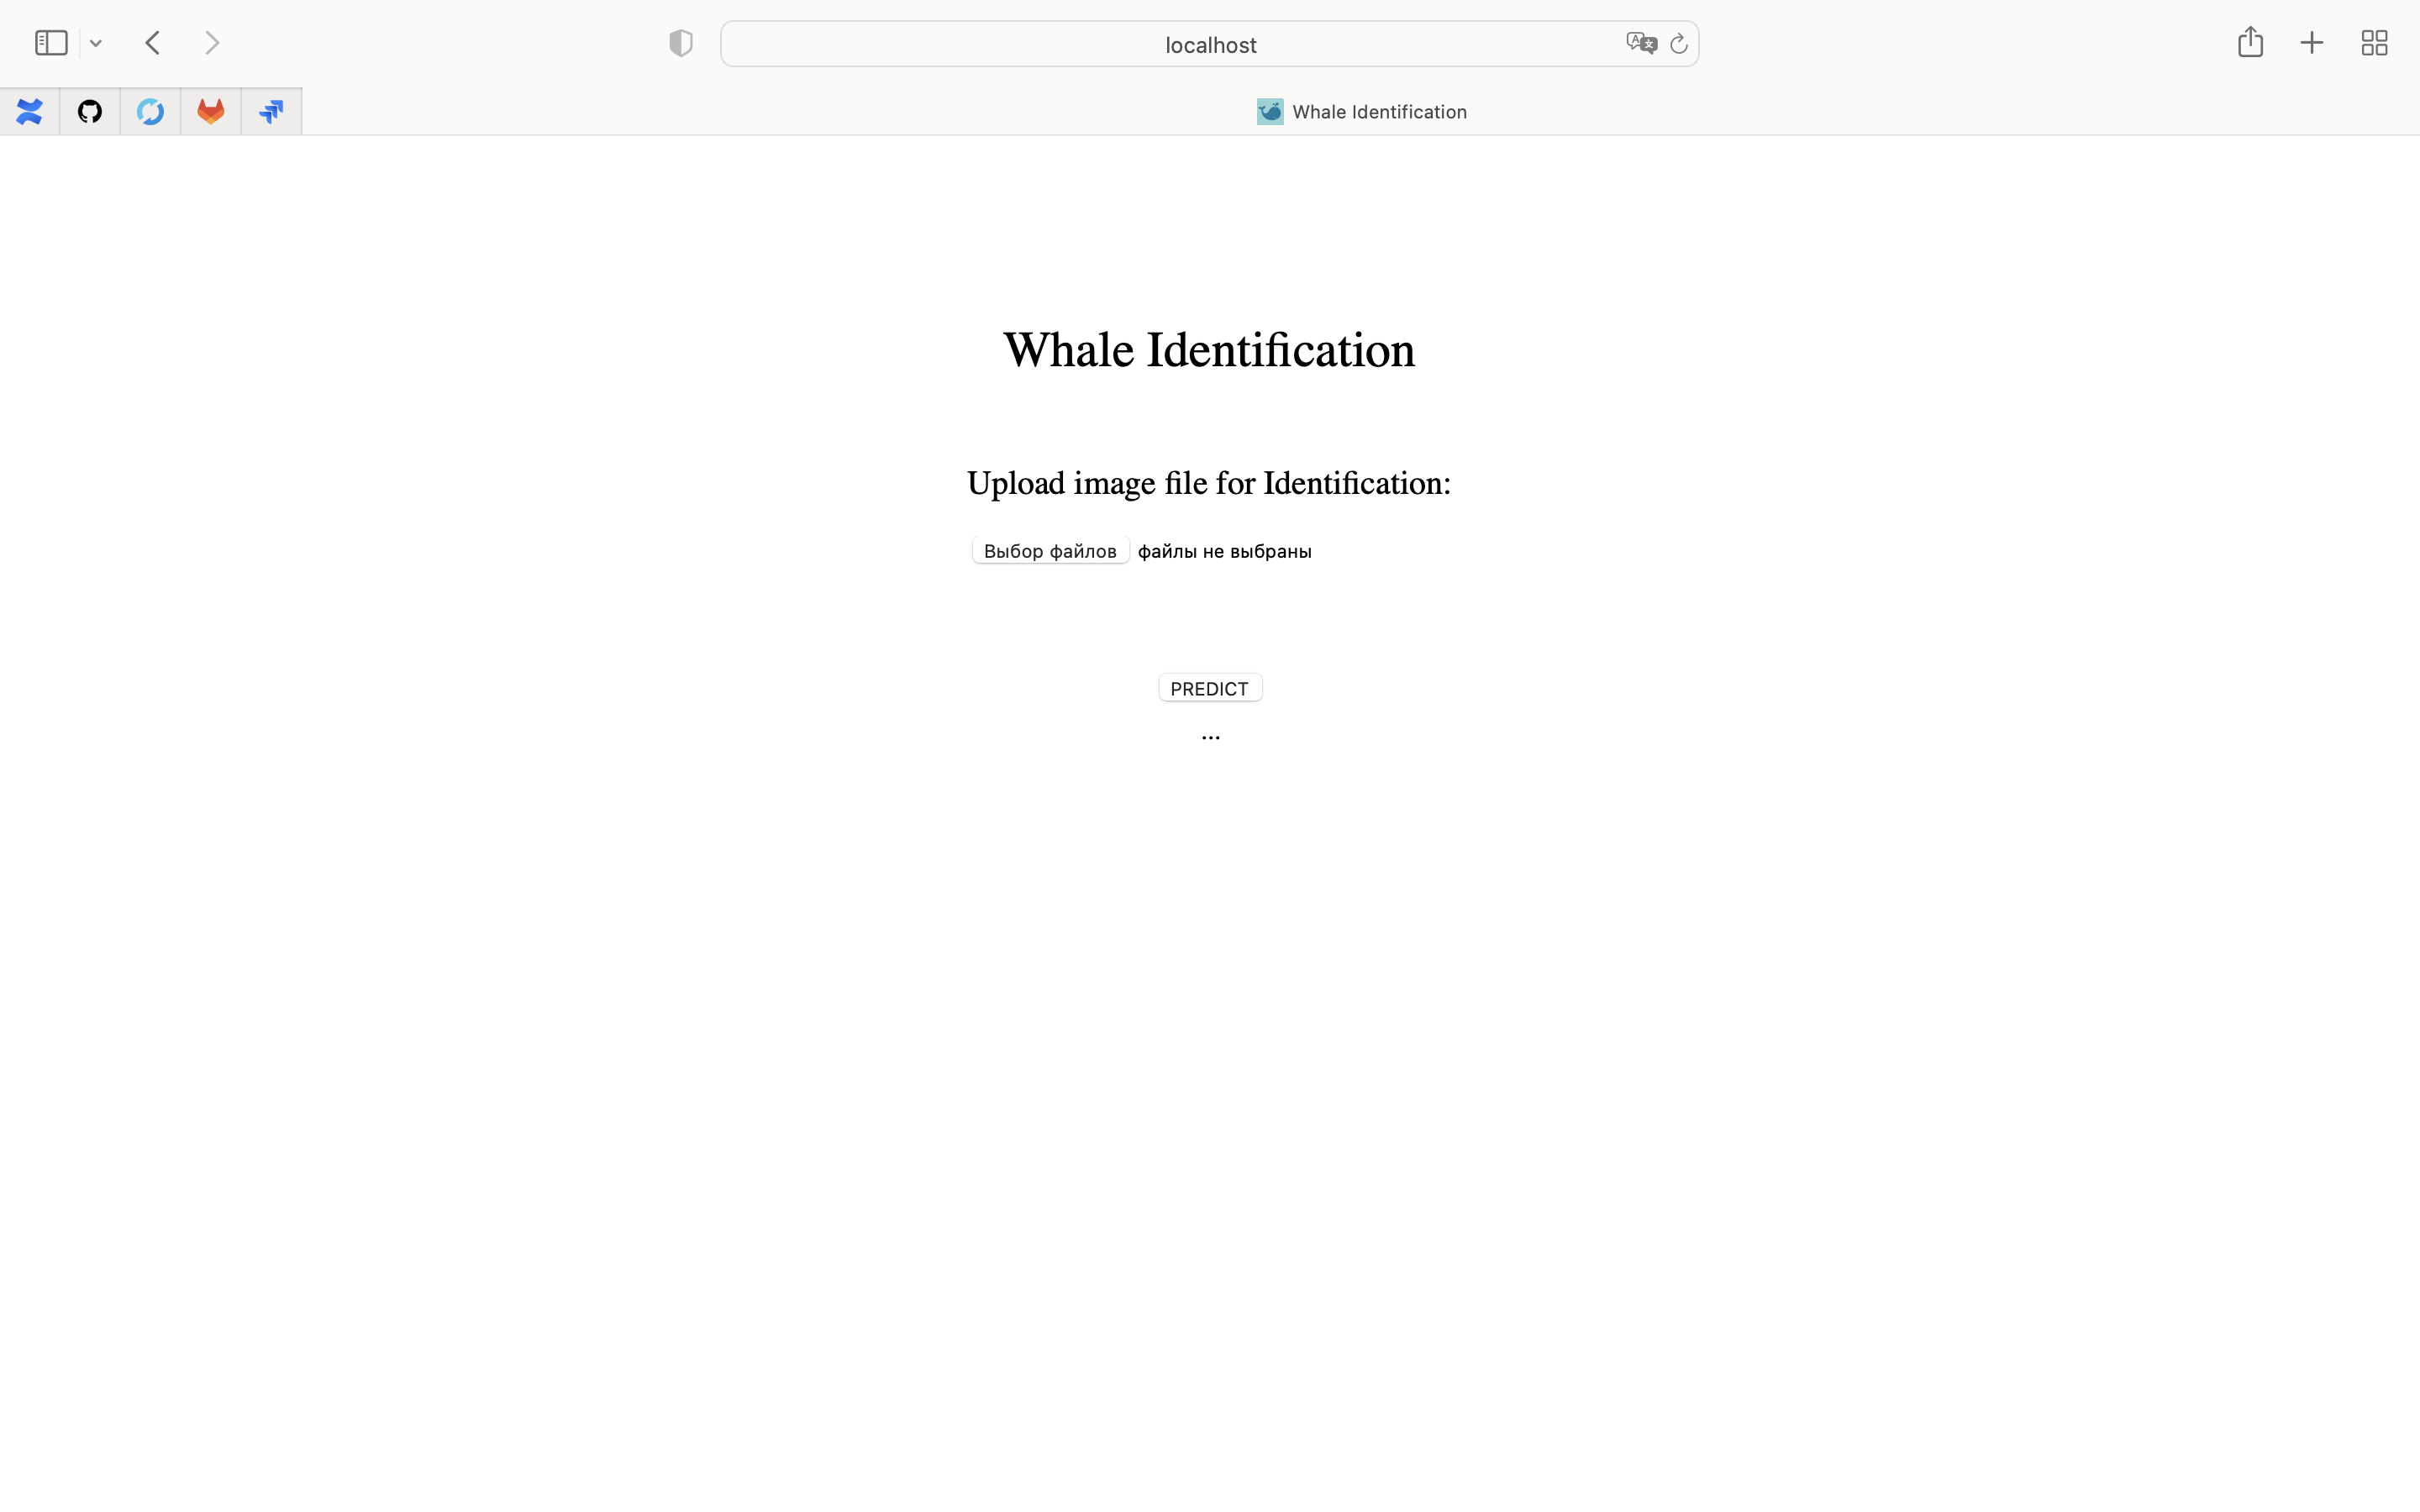 localhost
Whale Identification
Whale Identification
Upload image file for Identification:
Выбор файлов файлы не выбраны
PREDICT
...